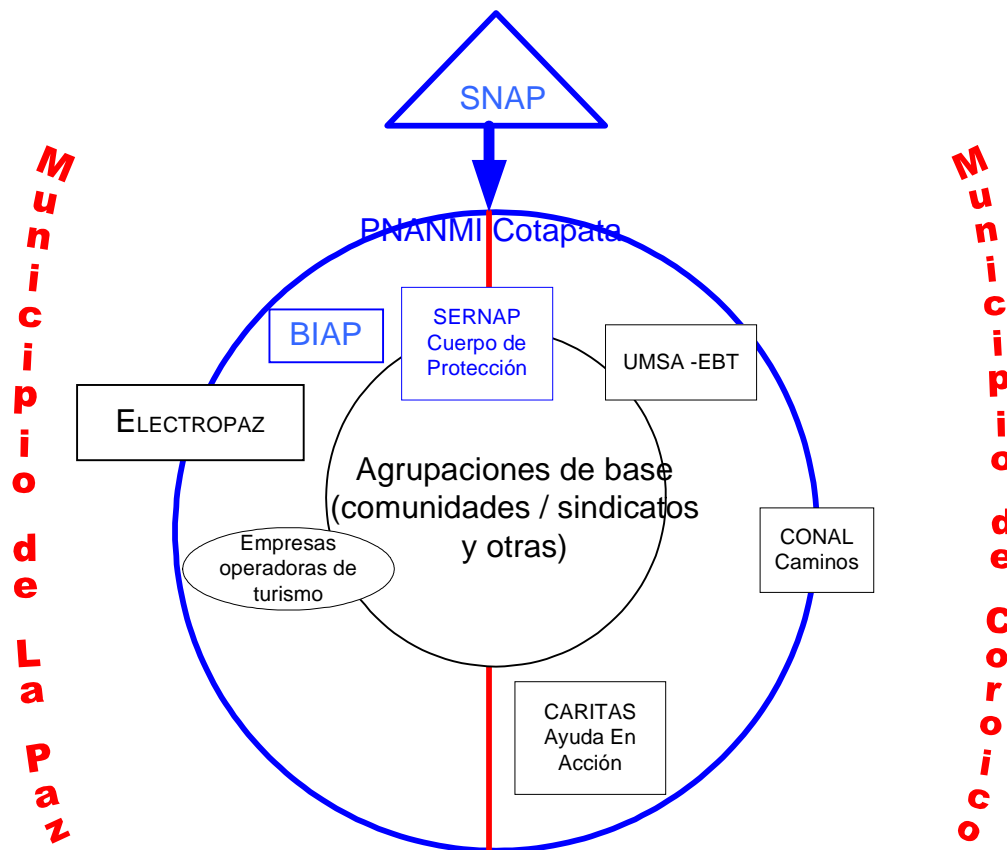 SNAP
PNANMI Cotapata
Municipio de La Paz
Municipio de Coroico
BIAP
SERNAP
Cuerpo de
Protección
UMSA -EBT
ELECTROPAZ
Agrupaciones de base
(comunidades / sindicatos
y otras)
Empresas
operadoras de
turismo
CONAL
Caminos
CARITAS
Ayuda En
Acción